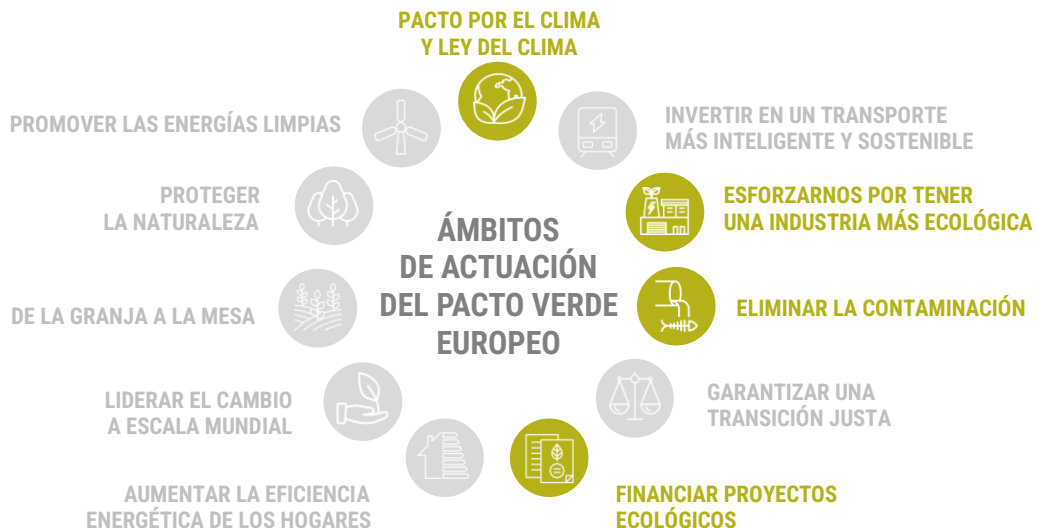 PACTO POR EL CLIMA
Y LEY DEL CLIMA
PROMOVER LAS ENERGÍAS LIMPIAS
INVERTIR EN UN TRANSPORTE
MÁS INTELIGENTE Y SOSTENIBLE
PROTEGER
LA NATURALEZA
ESFORZARNOS POR TENER
UNA INDUSTRIA MÁS ECOLÓGICA
ÁMBITOS
DE ACTUACIÓN
DEL PACTO VERDE
EUROPEO
DE LA GRANJA A LA MESA
ELIMINAR LA CONTAMINACIÓN
LIDERAR EL CAMBIO
A ESCALA MUNDIAL
GARANTIZAR UNA
TRANSICIÓN JUSTA
AUMENTAR LA EFICIENCIA
ENERGÉTICA DE LOS HOGARES
FINANCIAR PROYECTOS
ECOLÓGICOS